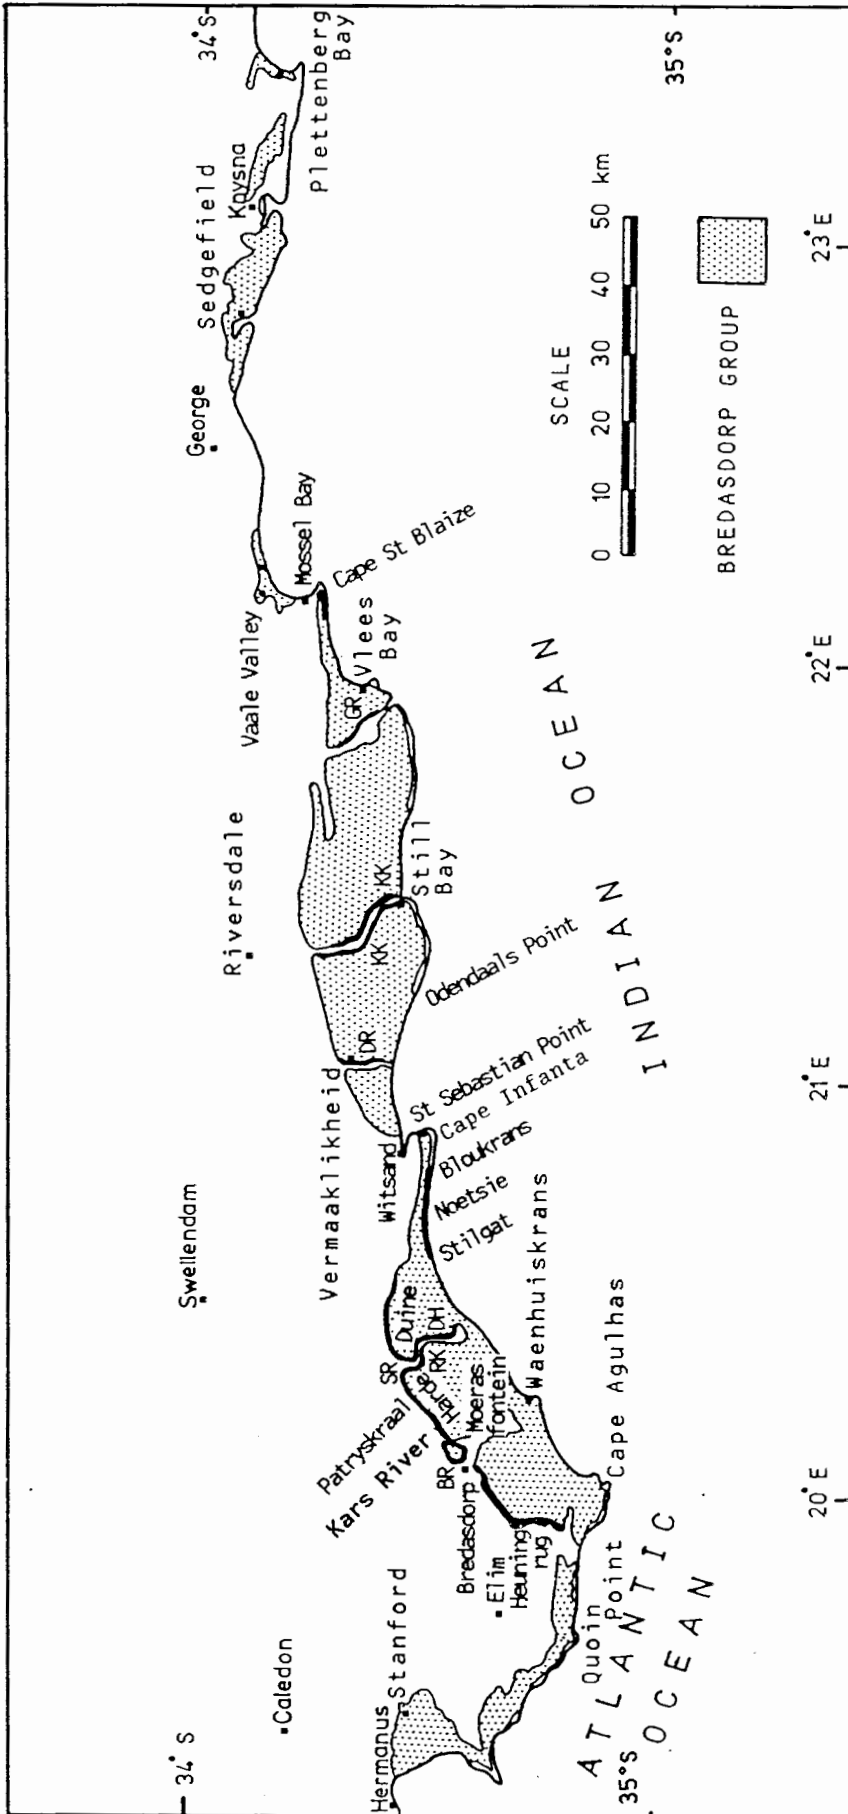 34°S
34°S
35°S
35°S
20°E
21°E
22°E
23°E
Hermanus
Stanford
Caledon
Elim
Heuning
rug
Quoin
Point
Bredasdorp
BR
Kars River
Patryskraal
SR
Harde
Duine
RK
DH
Moeras
fontein
Cape Agulhas
Waenhuiskrans
Swellendam
Stilgat
Noetsie
Bloukrans
Cape Infanta
St Sebastian Point
Witsand
Vermaaklikheid
DR
Odendaals Point
Riversdale
KK
KK
Still
Bay
GR
Vlees
Bay
Vaale Valley
Mossel Bay
Cape St Blaize
George
Sedgefield
Knysna
Plettenberg
Bay
ATLANTIC
OCEAN
INDIAN OCEAN
SCALE
0 10 20 30 40 50 km
BREDASDORP GROUP